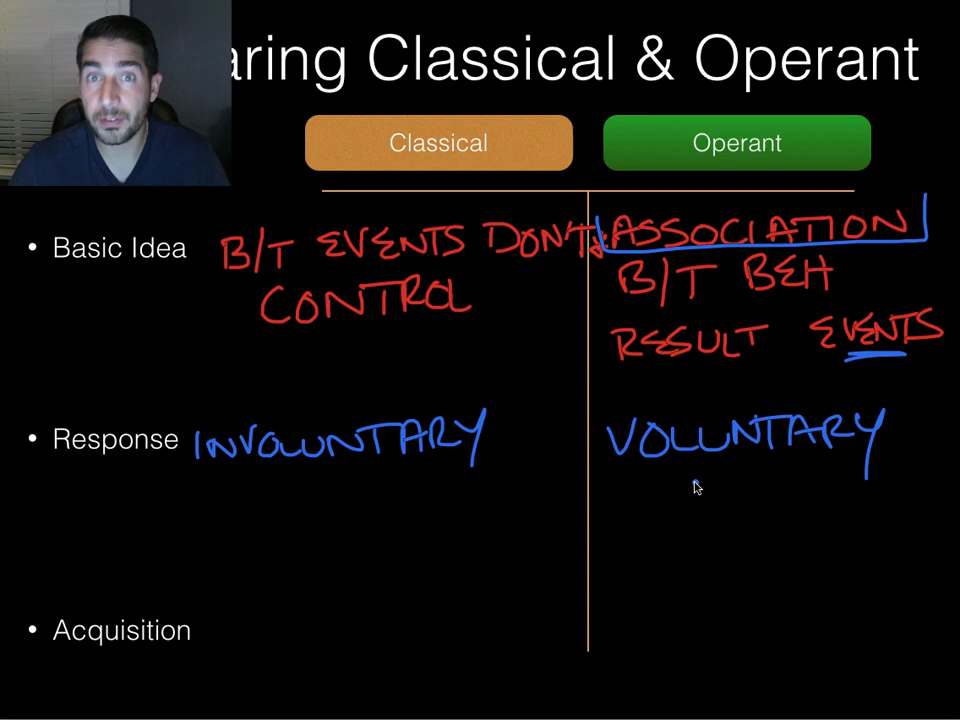 aring Classical & Operant
Classical
Operant
• Basic Idea
B/T EVENTS DON'T
CONTROL
ASSOCIATION
B/T BEH
RESULT EVENTS
• Response
INVOLUNTARY
VOLUNTARY
• Acquisition